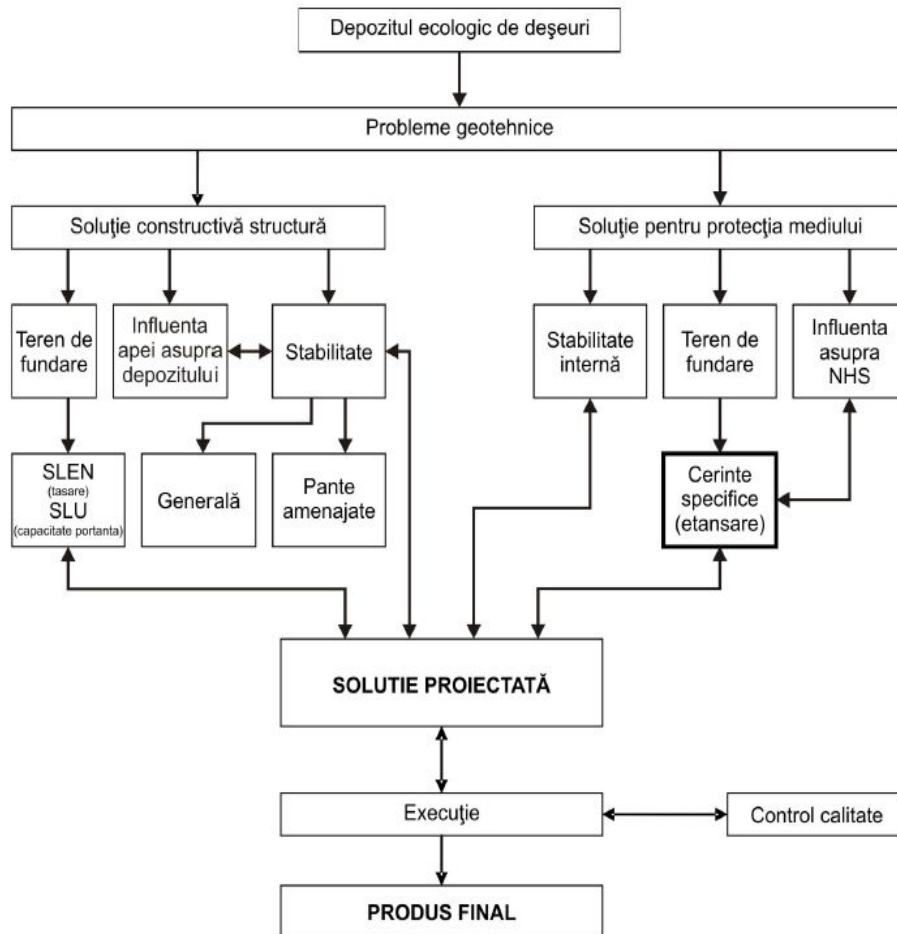 Depozitul ecologic de deşeuri
Probleme geotehnice
Soluţie constructivă structură
Soluţie pentru protecţia mediului
Teren de
fundare
Influenta
apei asupra
depozitului
Stabilitate
Stabilitate
internă
Teren de
fundare
Influenta
asupra
NHS
SLEN
(tasare)
SLU
(capacitate portanta)
Generală
Pante
amenajate
Cerinte
specifice
(etansare)
SOLUTIE PROIECTATĂ
Execuţie
Control calitate
PRODUS FINAL